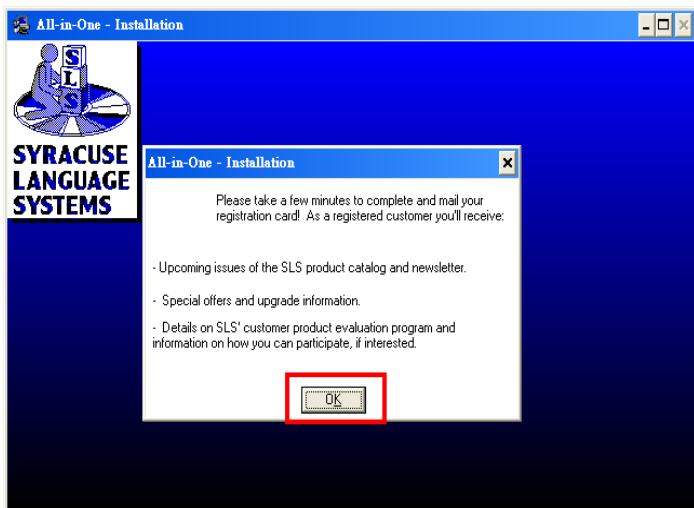 All-in-One - Installation
S
L
S
SYRACUSE
LANGUAGE
SYSTEMS
All-in-One - Installation
Please take a few minutes to complete and mail your
registration card! As a registered customer you'll receive:
- Upcoming issues of the SLS product catalog and newsletter.
- Special offers and upgrade information.
- Details on SLS' customer product evaluation program and
information on how you can participate, if interested.
OK